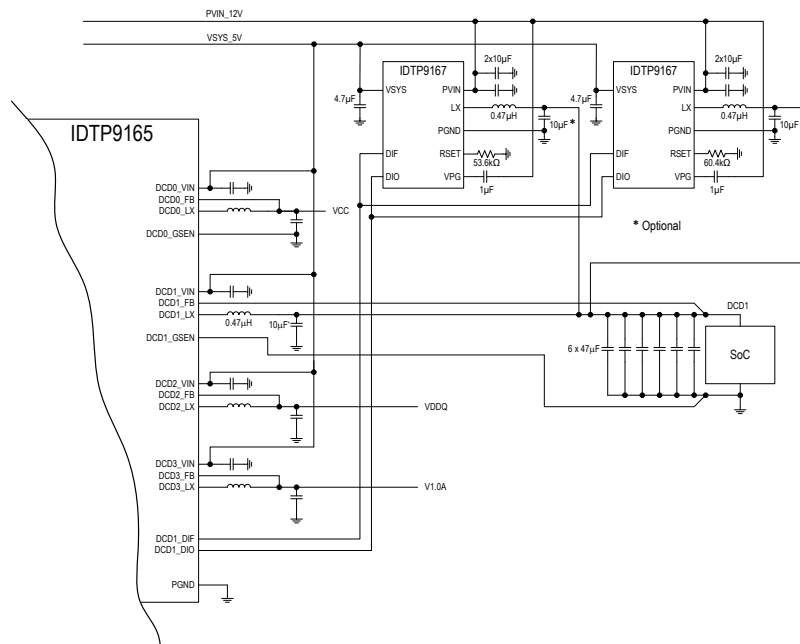 PVIN_12V
VSYS_5V
IDTP9167
VSYS
PVIN
2x10µF
LX
0.47µH
4.7µF
PGND
10µF *
DIF
RSET
53.6kΩ
DIO
VPG
1µF
IDTP9167
VSYS
PVIN
2x10µF
LX
0.47µH
4.7µF
PGND
10µF
DIF
RSET
60.4kΩ
DIO
VPG
1µF
* Optional
IDTP9165
DCD0_VIN
DCD0_FB
DCD0_LX
VCC
DCD0_GSEN
DCD1_VIN
DCD1_FB
DCD1_LX
0.47µH
10µF*
DCD1_GSEN
DCD1
6 x 47µF
SoC
DCD2_VIN
DCD2_FB
DCD2_LX
VDDQ
DCD3_VIN
DCD3_FB
DCD3_LX
V1.0A
DCD1_DIF
DCD1_DIO
PGND